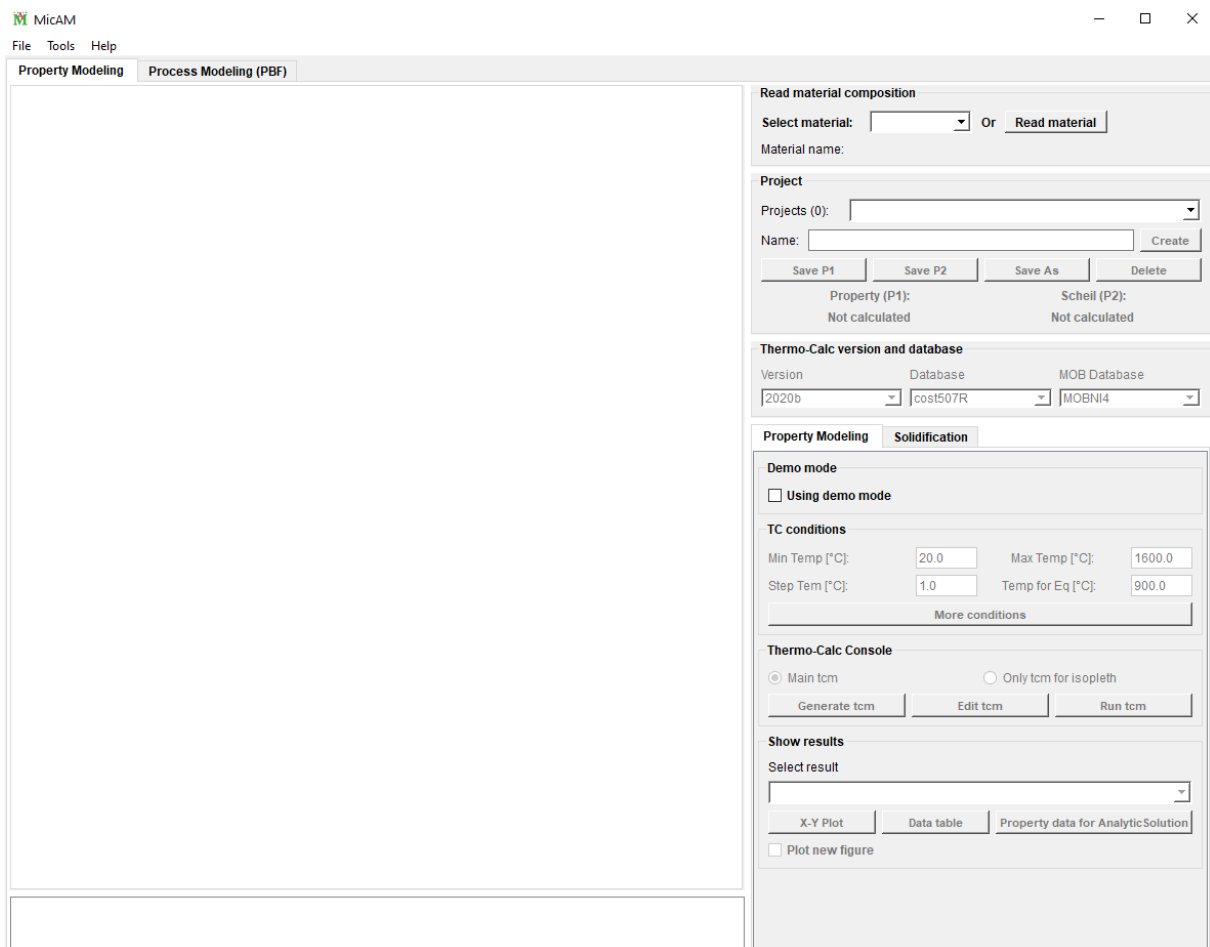 MicAM
File Tools Help
Property Modeling Process Modeling (PBF)
Read material composition
Select material: Or Read material
Material name:
Project
Projects (0):
Name: Create
Save P1 Save P2 Save As Delete
Property (P1): Scheil (P2):
Not calculated Not calculated
Thermo-Calc version and database
Version Database MOB Database
2020b cost507R MOBNI4
Property Modeling Solidification
Demo mode
Using demo mode
TC conditions
Min Temp [°C]: 20.0 Max Temp [°C]: 1600.0
Step Tem [°C]: 1.0 Temp for Eq [°C]: 900.0
More conditions
Thermo-Calc Console
Main tcm Only tcm for isopleth
Generate tcm Edit tcm Run tcm
Show results
Select result
X-Y Plot Data table Property data for AnalyticSolution
Plot new figure